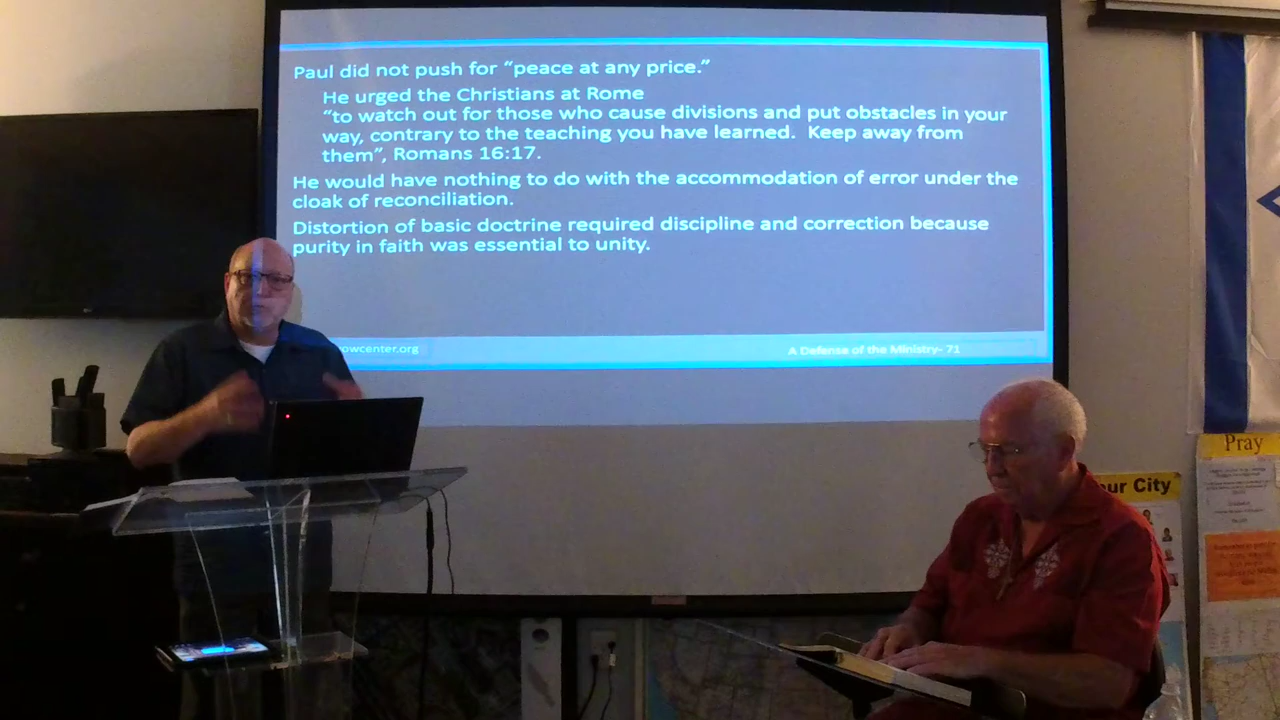 Paul did not push for “peace at any price.”
He urged the Christians at Rome
“to watch out for those who cause divisions and put obstacles in your
way, contrary to the teaching you have learned. Keep away from
them”, Romans 16:17.
He would have nothing to do with the accommodation of error under the
cloak of reconciliation.
Distortion of basic doctrine required discipline and correction because
purity in faith was essential to unity.
owcenter.org
A Defense of the Ministry- 71
Pray
ur City